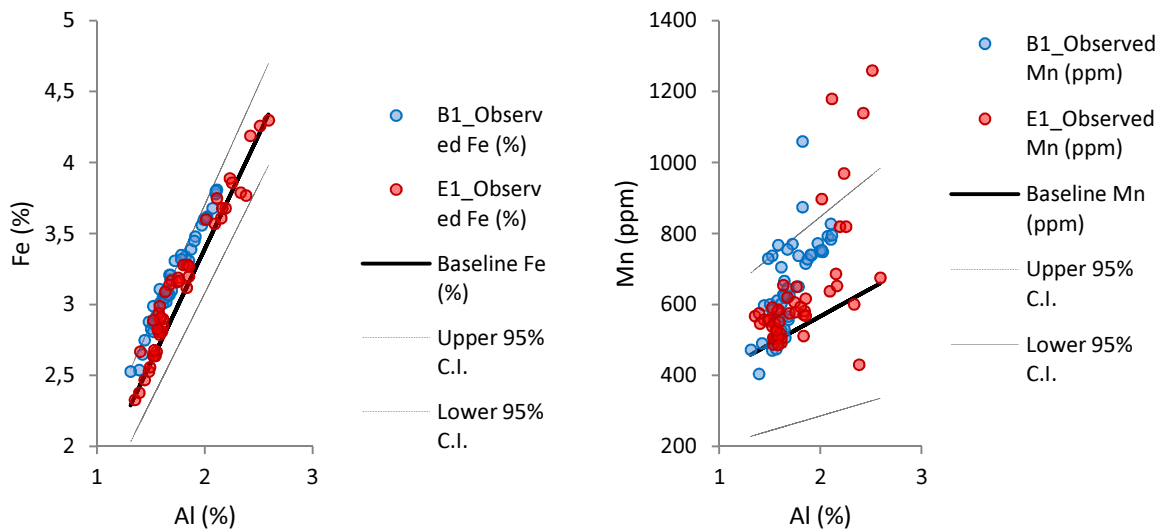 5
4,5
4
3,5
3
2,5
2
Fe (%)
1
2
3
Al (%)
B1_Observ
ed Fe (%)
E1_Observ
ed Fe (%)
Baseline Fe
(%)
Upper 95%
C.I.
Lower 95%
C.I.
1400
1200
1000
800
600
400
200
Mn (ppm)
1
2
3
Al (%)
B1_Observed
Mn (ppm)
E1_Observed
Mn (ppm)
Baseline Mn
(ppm)
Upper 95%
C.I.
Lower 95%
C.I.